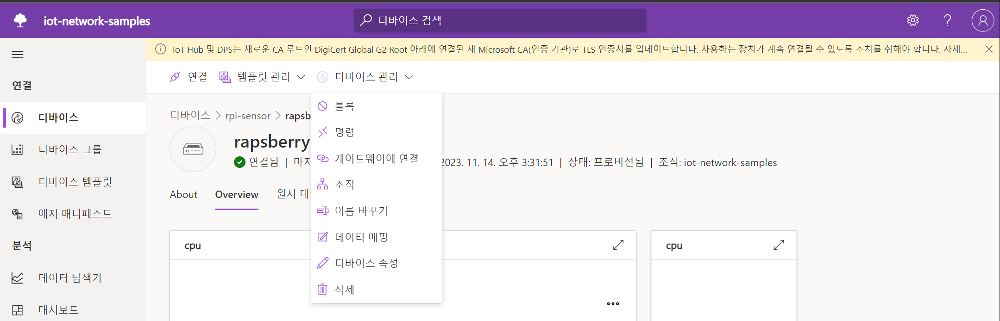 iot-network-samples
디바이스 검색
IoT Hub 및 DPS는 새로운 CA 루트인 DigiCert Global G2 Root 아래에 연결된 새 Microsoft CA(인증 기관)로 TLS 인증서를 업데이트합니다. 사용하는 장치가 계속 연결될 수 있도록 조치를 취해야 합니다. 자세...
연결
디바이스
디바이스 그룹
디바이스 템플릿
에지 매니페스트
분석
데이터 탐색기
대시보드
연결 템플릿 관리 디바이스 관리
블록
명령
게이트웨이에 연결
조직
이름 바꾸기
데이터 매핑
디바이스 속성
삭제
디바이스 > rpi-sensor > rapsb
rapsberry
연결됨 | 마지 2023. 11. 14. 오후 3:31:51 | 상태: 프로비전됨 | 조직: iot-network-samples
About Overview 원시
cpu
cpu